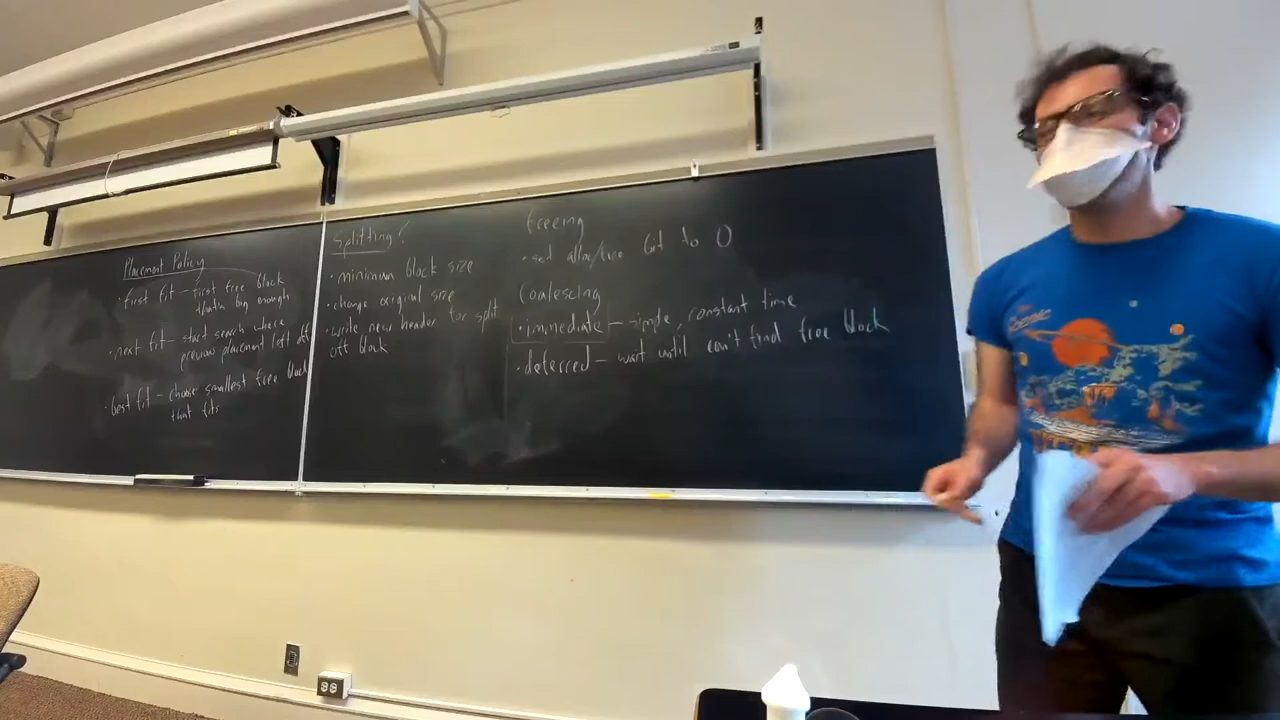 Placement Policy
• first fit – first free block
that's big enough
• next fit – start search where
previous placement left off
• best fit – choose smallest free block
that fits
Splitting?
• minimum block size
• change original size
• write new header for split
off block
Freeing
• set alloc/free bit to 0
Coalescing
• immediate – simple, constant time
• deferred – wait until can't find free block